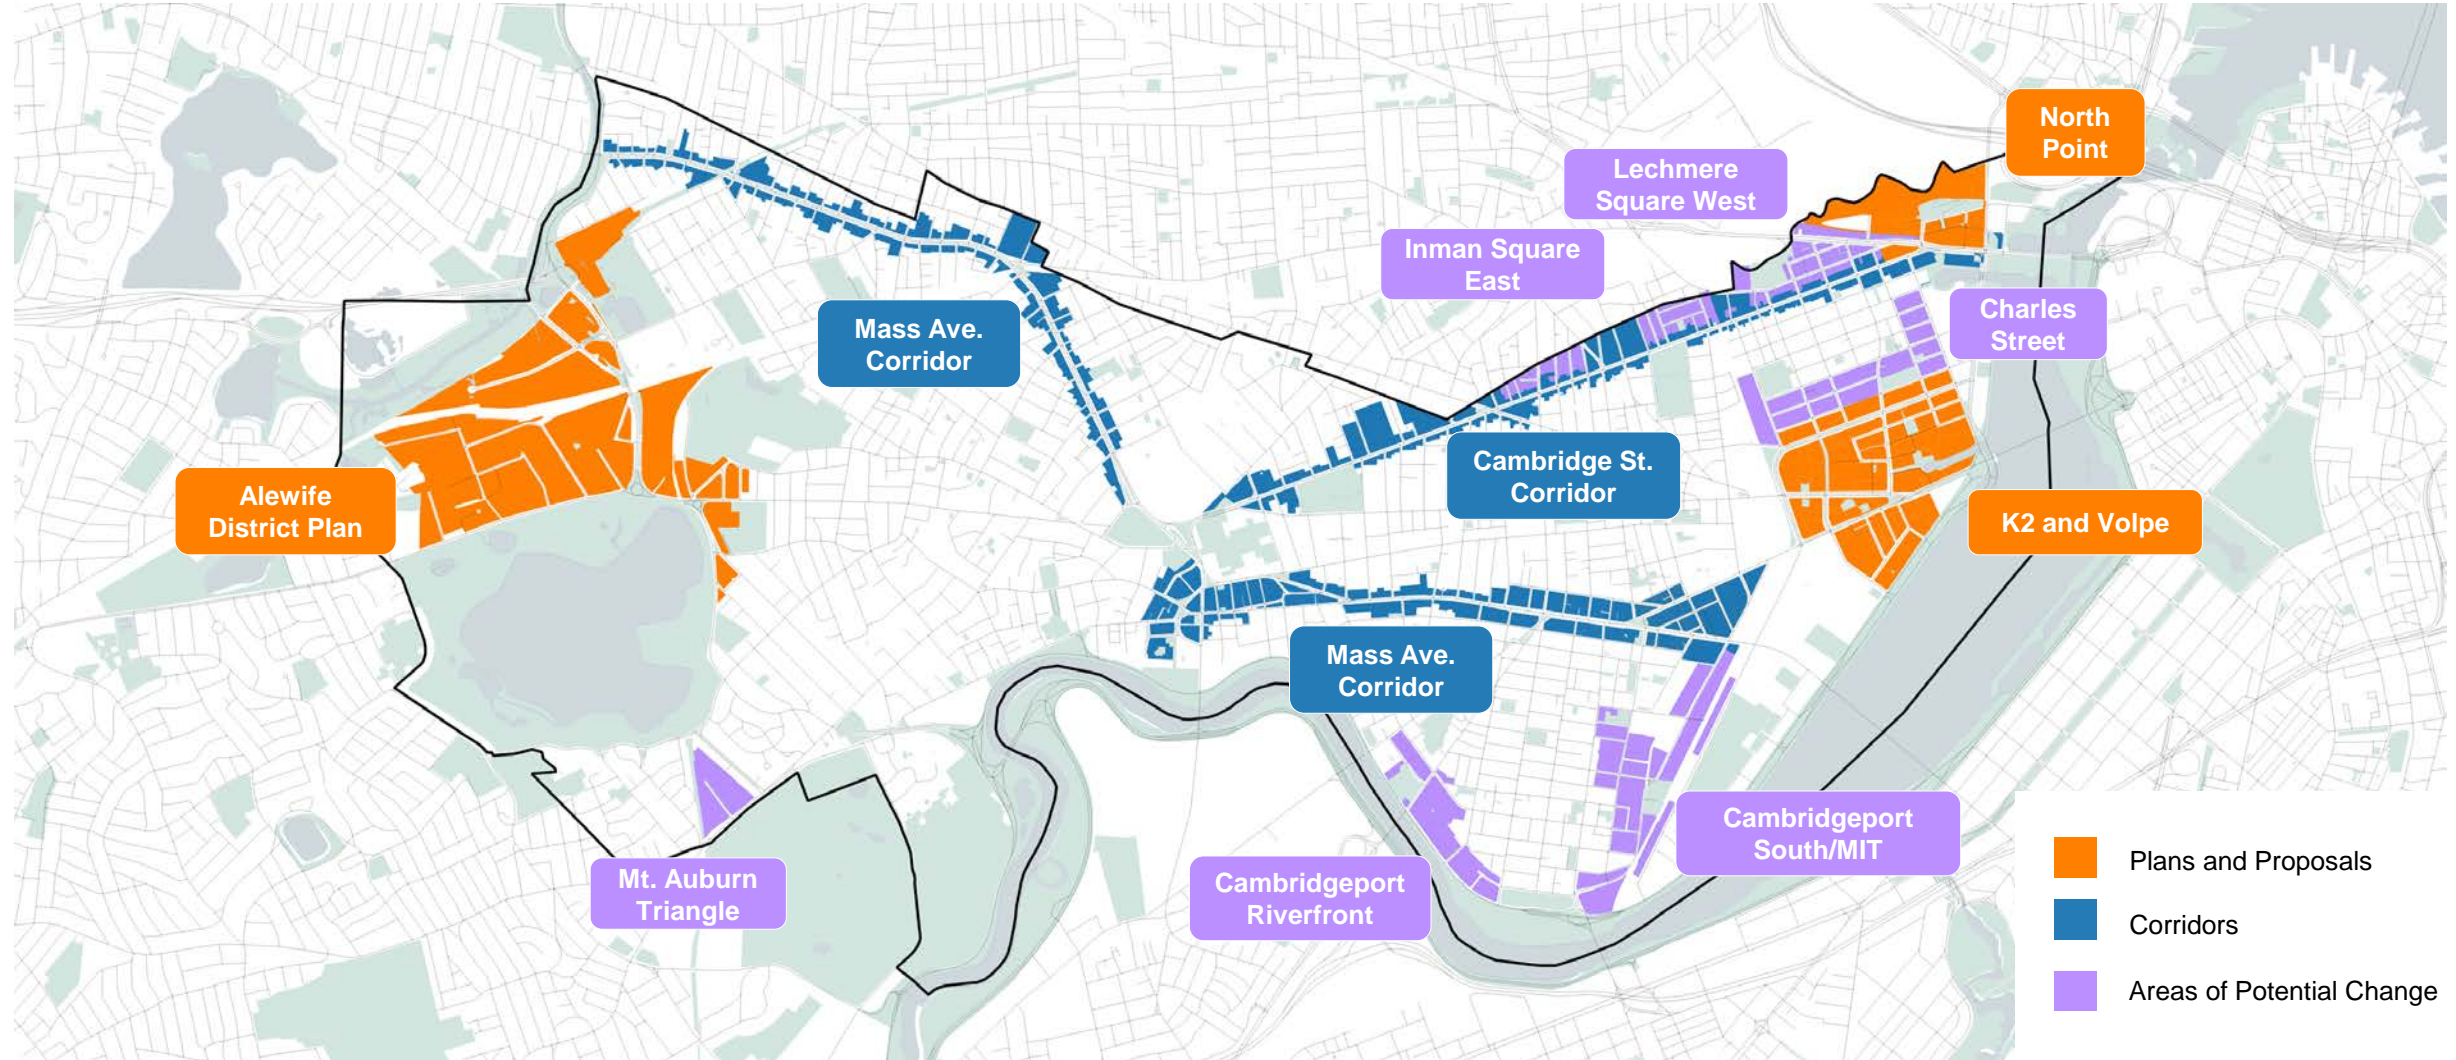 North
Point
Lechmere
Square West
Inman Square
East
Charles
Street
Mass Ave.
Corridor
Cambridge St.
Corridor
Alewife
District Plan
K2 and Volpe
Mass Ave.
Corridor
Cambridgeport
South/MIT
Mt. Auburn
Triangle
Cambridgeport
Riverfront
Plans and Proposals
Corridors
Areas of Potential Change